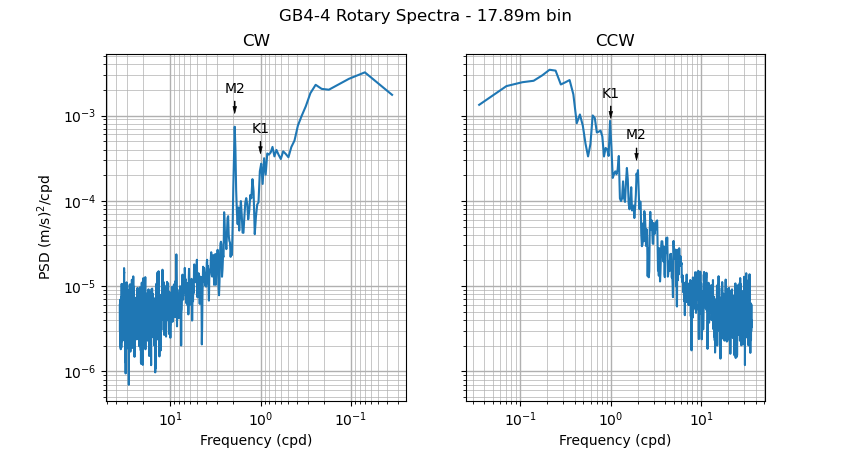 GB4-4 Rotary Spectra - 17.89m bin
CW
CCW
M2
K1
K1
M2
10⁻³
10⁻⁴
10⁻⁵
10⁻⁶
PSD (m/s)²/cpd
10¹
10⁰
10⁻¹
10⁻¹
10⁰
10¹
Frequency (cpd)
Frequency (cpd)